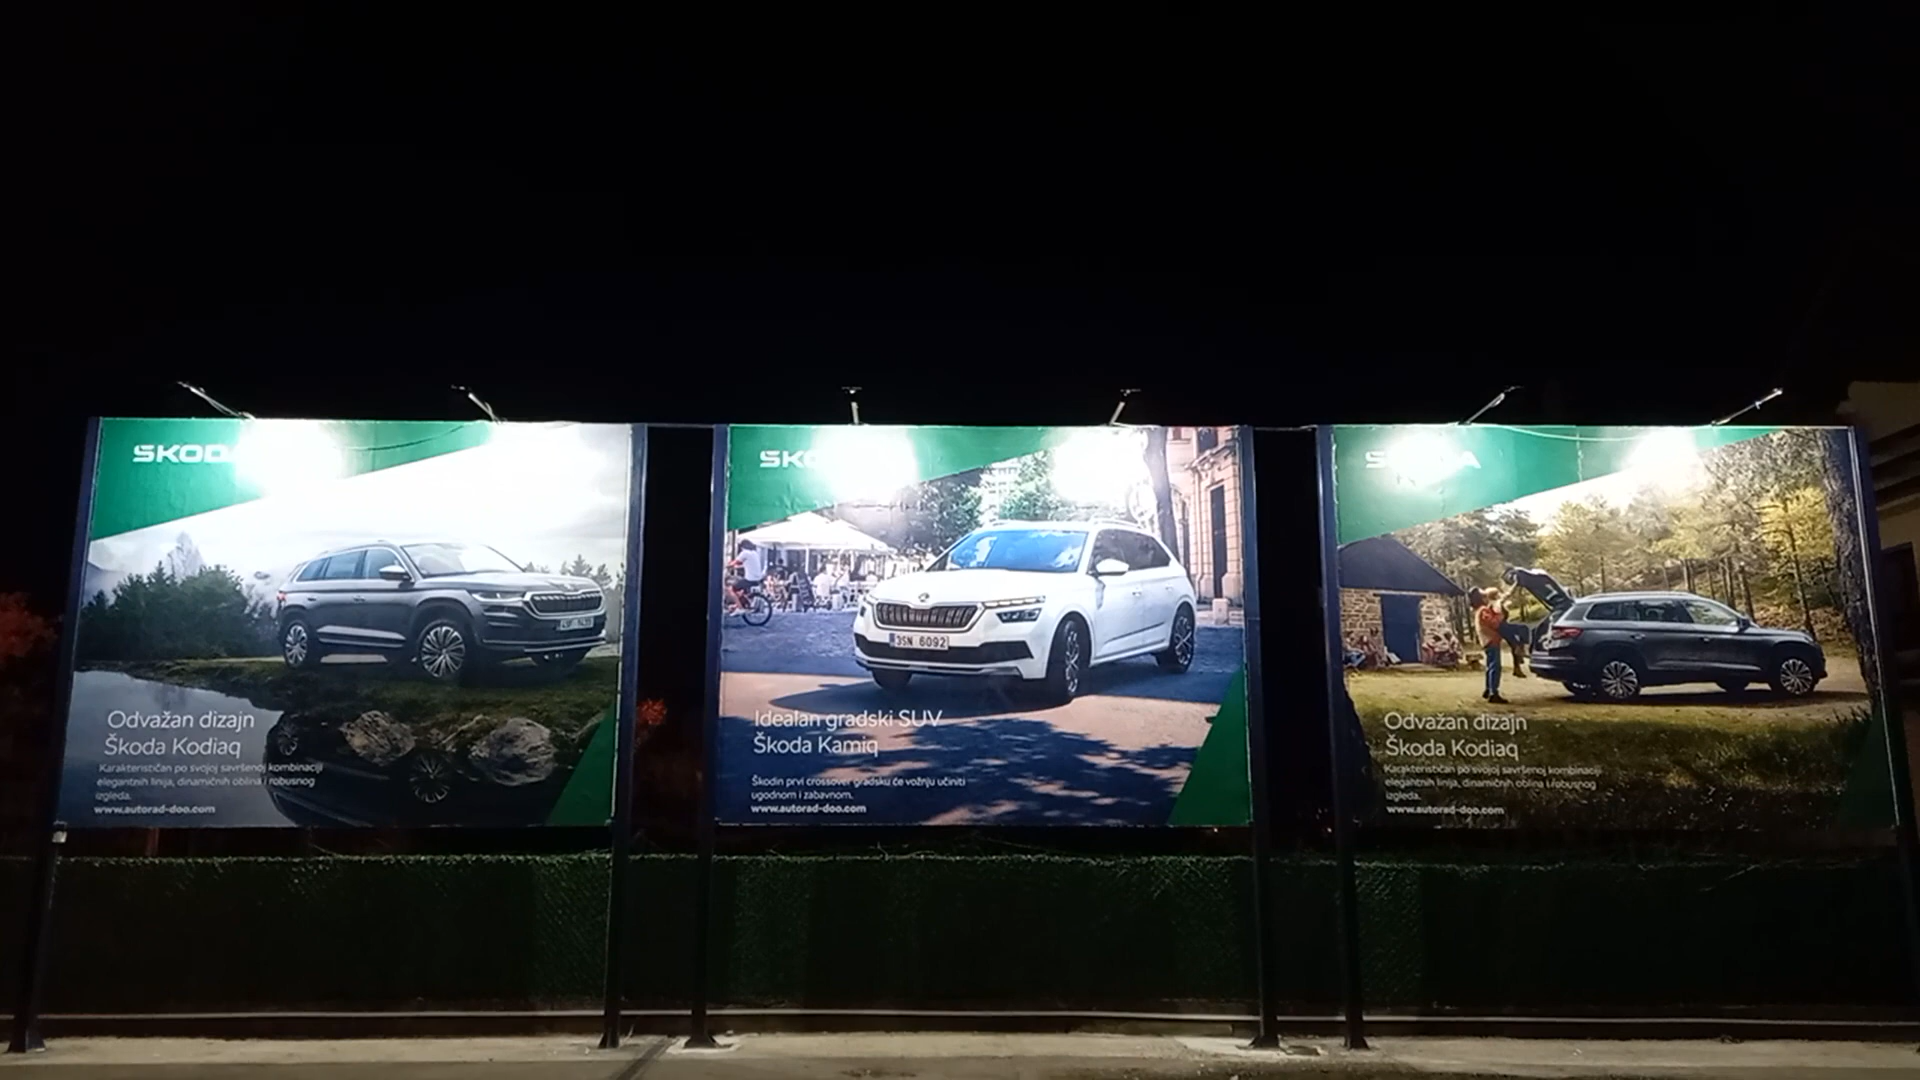 SKOD
Odvažan dizajn
Škoda Kodiaq
Karakterističan po svojoj savršenoj kombinaciji
elegantnih linija, dinamičnih oblina i robusnog
izgleda.
www.autorad-doo.com
SKO
3SN 6092
Idealan gradski SUV
Škoda Kamiq
Škodin prvi crossover gradsku će vožnju učiniti
ugodnom i zabavnom.
www.autorad-doo.com
Odvažan dizajn
Škoda Kodiaq
Karakterističan po svojoj savršenoj kombinaciji
elegantnih linija, dinamičnih oblina i robusnog
izgleda.
www.autorad-doo.com